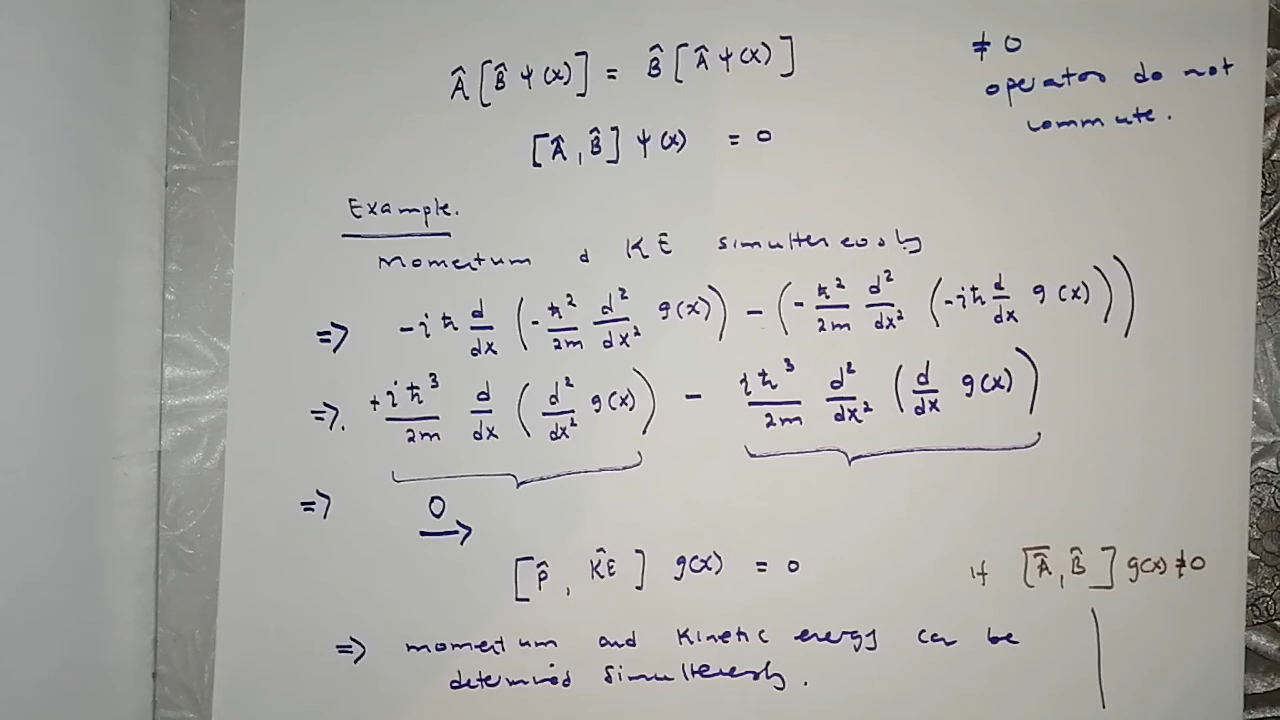 Â[B̂ ψ(x)] = B̂[Â ψ(x)]
≠ 0
operators do not
commute.
[Â, B̂] ψ(x) = 0
Example.
Momentum & KE simultaneously
=> -iℏ d/dx (-ℏ²/2m d²/dx² g(x)) - (-ℏ²/2m d²/dx² (-iℏ d/dx g(x)))
=>. +iℏ³/2m d/dx (d²/dx² g(x)) - iℏ³/2m d²/dx² (d/dx g(x))
=> 0
[p̂, K̂E] g(x) = 0
if [Â, B̂] g(x) ≠ 0
=> momentum and Kinetic energy can be
determined simultaneously.